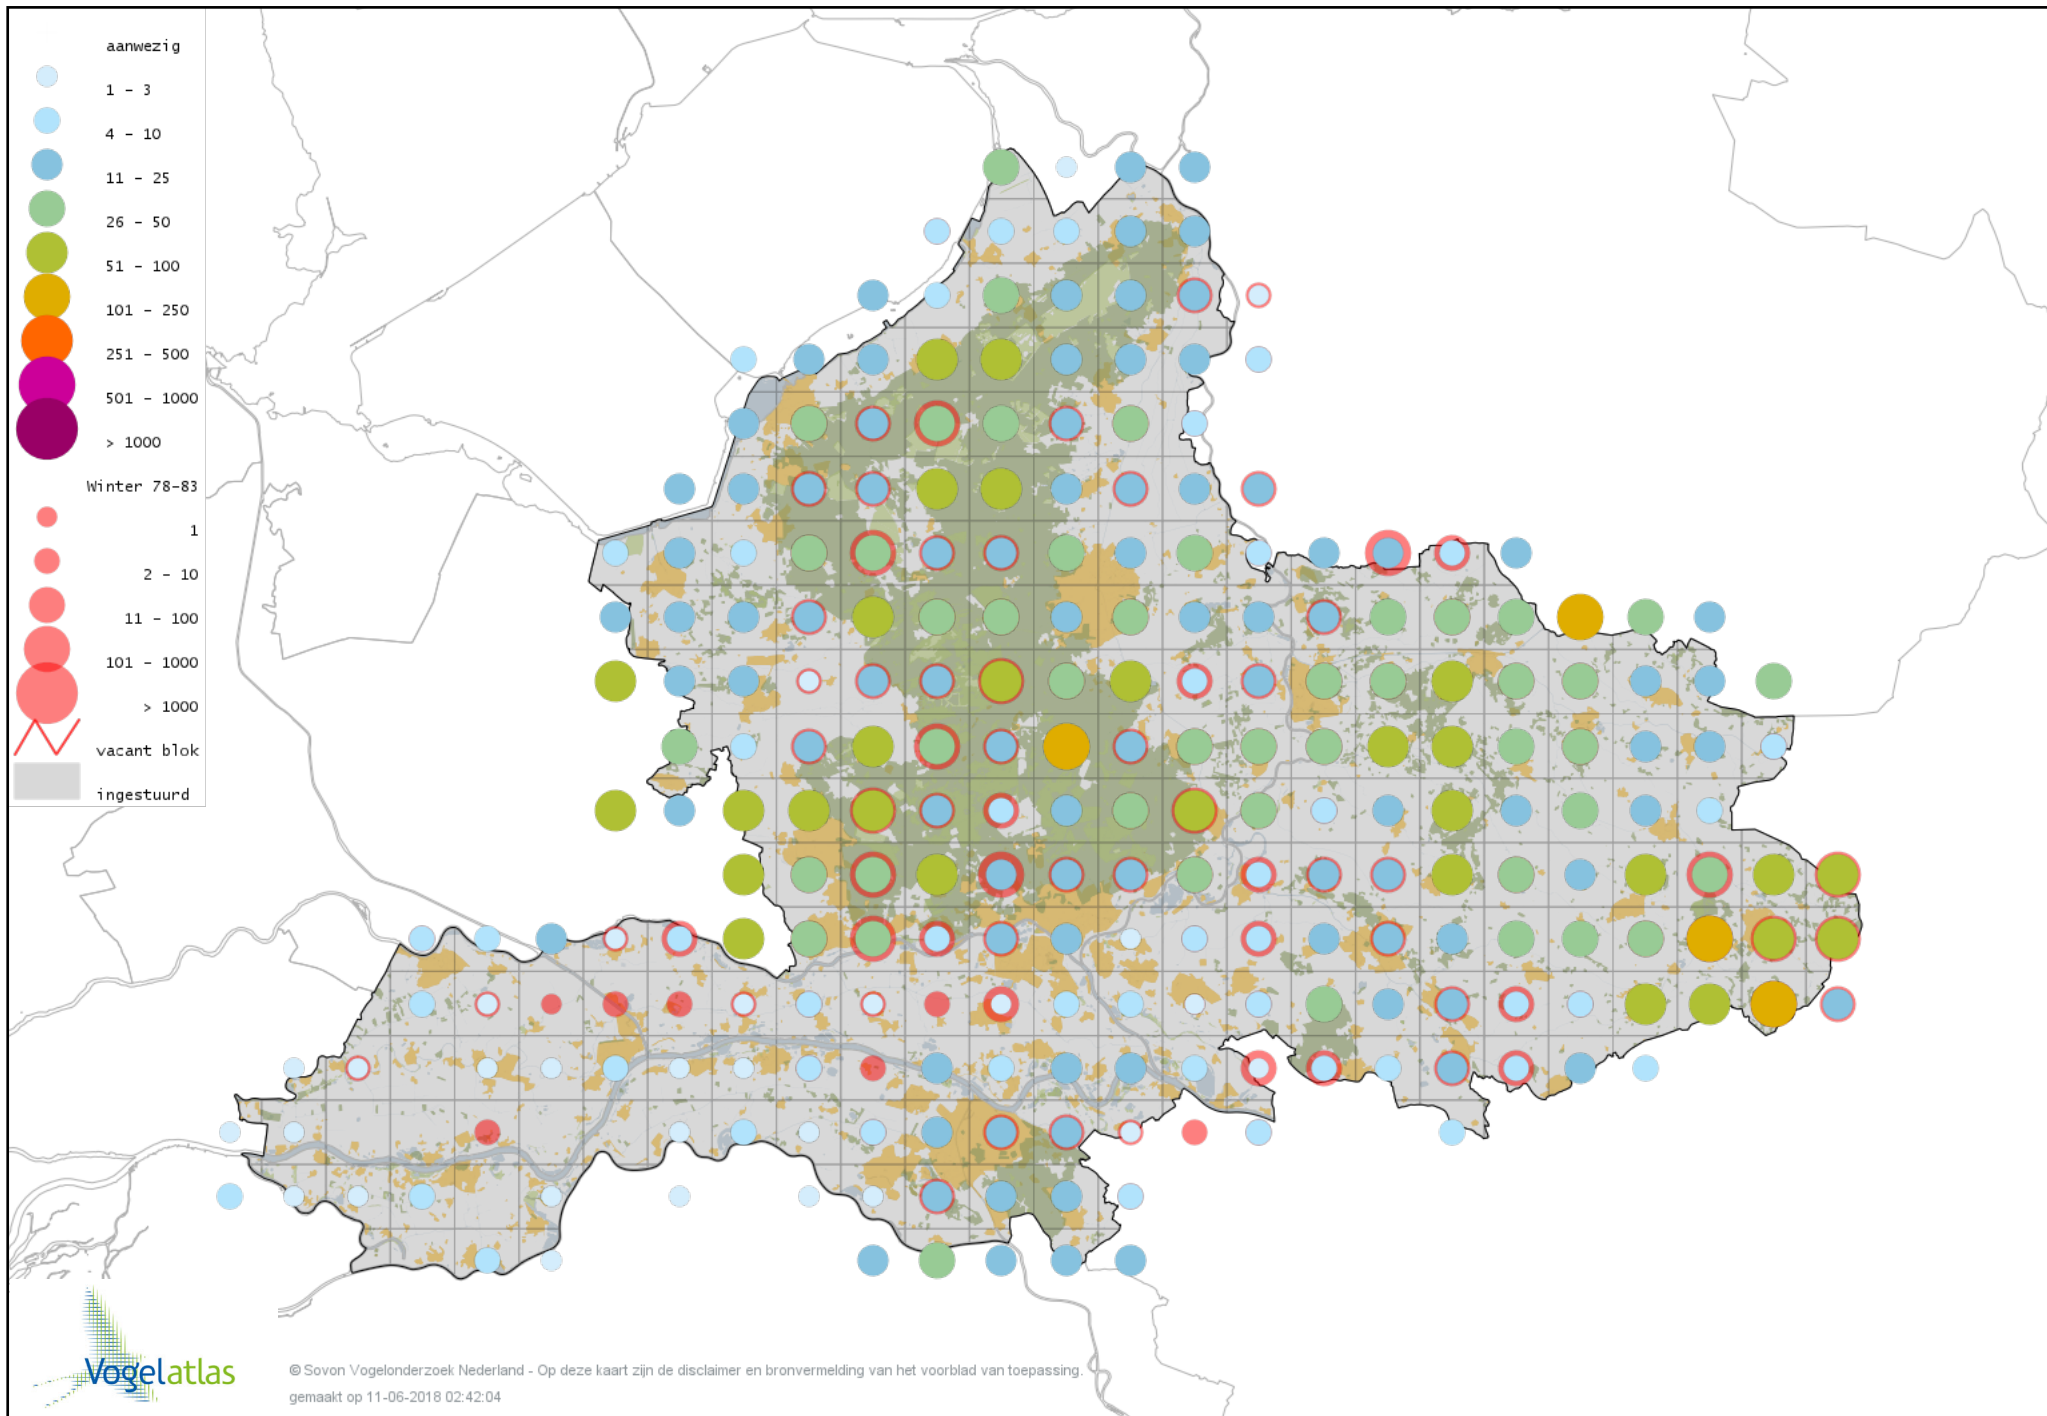 aanwezig
1 - 3
4 - 10
11 - 25
26 - 50
51 - 100
101 - 250
251 - 500
501 - 1000
> 1000
Winter 78-83
1
2 - 10
11 - 100
101 - 1000
> 1000
vacant blok
ingestuurd
Vogelatlas
© Sovon Vogelonderzoek Nederland - Op deze kaart zijn de disclaimer en bronvermelding van het voorblad van toepassing.
gemaakt op 11-06-2018 02:42:04